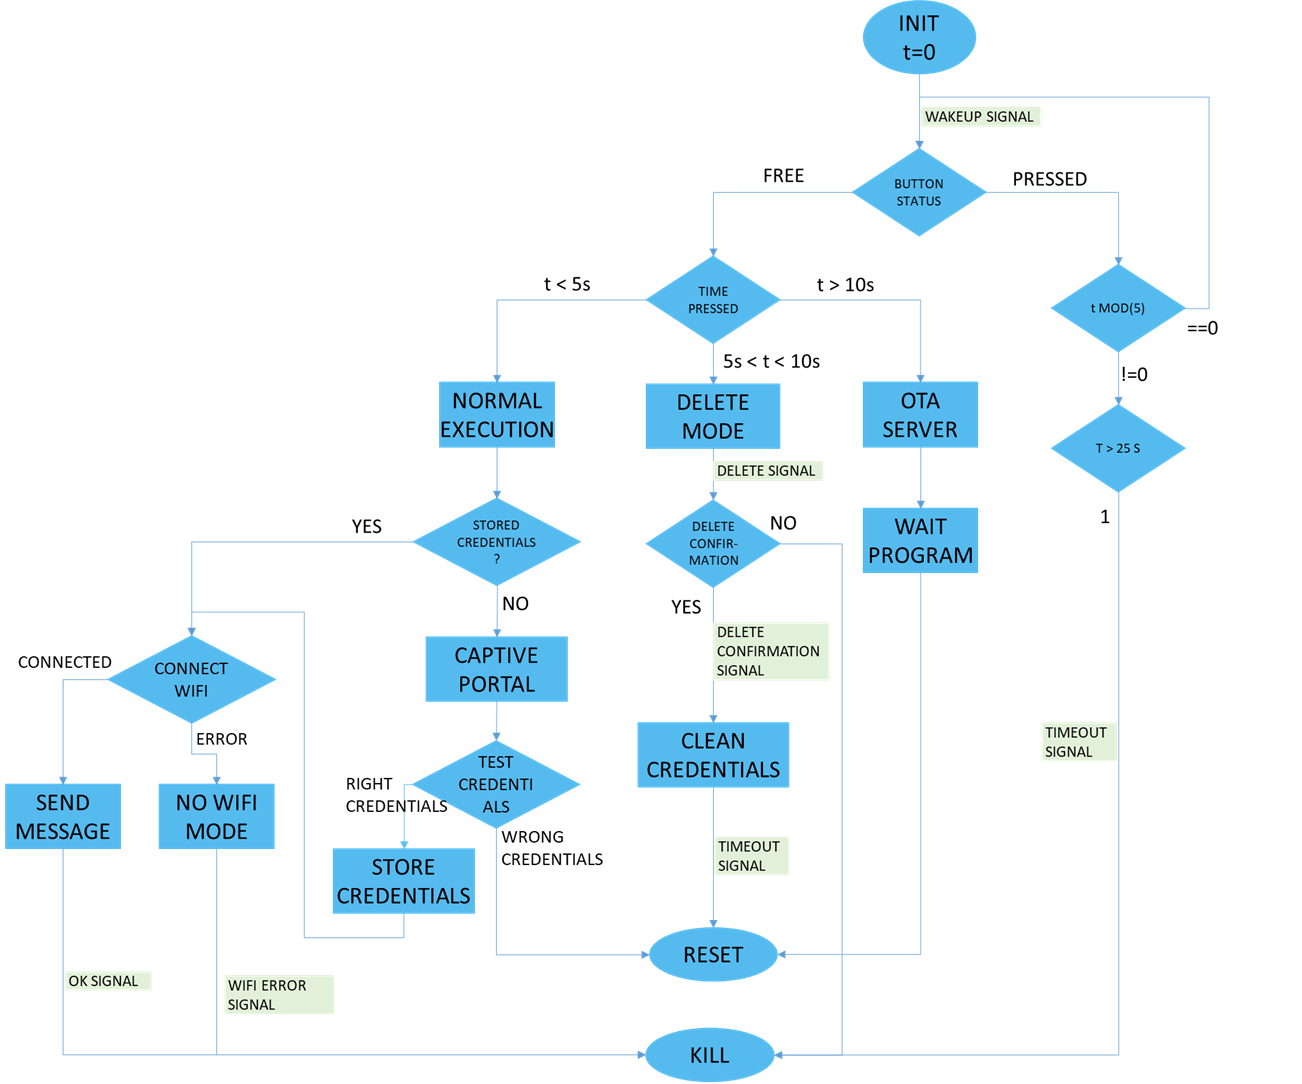 INIT
t=0
WAKEUP SIGNAL
FREE
BUTTON
STATUS
PRESSED
t < 5s
TIME
PRESSED
t > 10s
t MOD(5)
==0
5s < t < 10s
!=0
NORMAL
EXECUTION
DELETE
MODE
OTA
SERVER
T > 25 S
DELETE SIGNAL
1
YES
STORED
CREDENTIALS
?
DELETE
CONFIR-
MATION
NO
WAIT
PROGRAM
NO
YES
DELETE
CONFIRMATION
SIGNAL
CONNECTED
CONNECT
WIFI
CAPTIVE
PORTAL
ERROR
TIMEOUT
SIGNAL
CLEAN
CREDENTIALS
RIGHT
CREDENTIALS
TEST
CREDENTI
ALS
SEND
MESSAGE
NO WIFI
MODE
WRONG
CREDENTIALS
TIMEOUT
SIGNAL
STORE
CREDENTIALS
RESET
OK SIGNAL
WIFI ERROR
SIGNAL
KILL